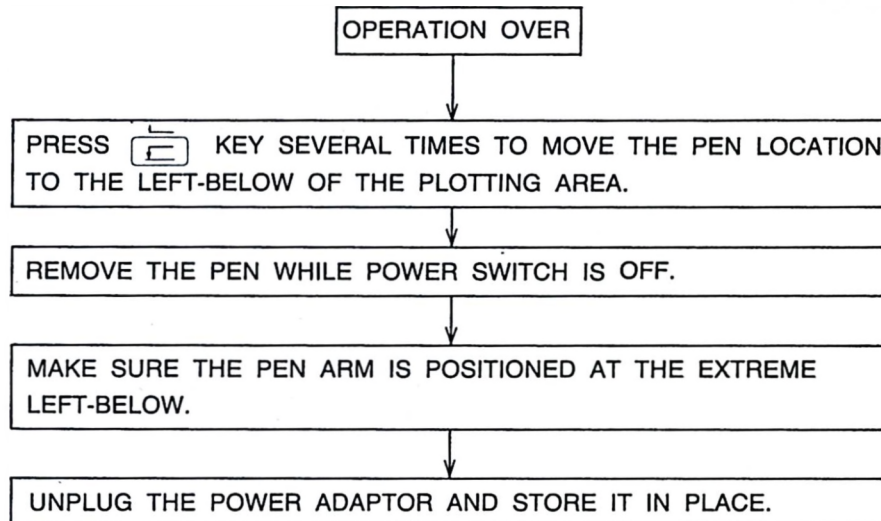 OPERATION OVER
PRESS KEY SEVERAL TIMES TO MOVE THE PEN LOCATION
TO THE LEFT-BELOW OF THE PLOTTING AREA.
REMOVE THE PEN WHILE POWER SWITCH IS OFF.
MAKE SURE THE PEN ARM IS POSITIONED AT THE EXTREME
LEFT-BELOW.
UNPLUG THE POWER ADAPTOR AND STORE IT IN PLACE.